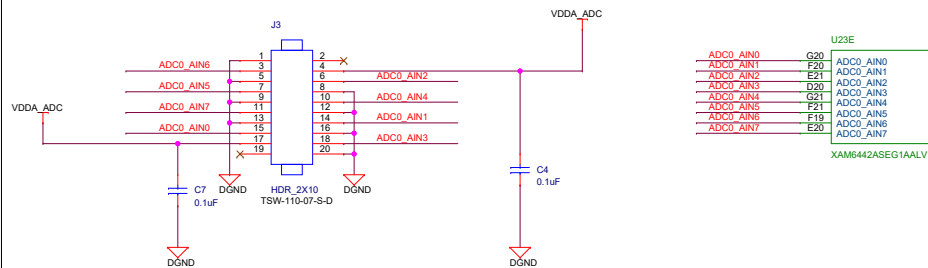 VDDA_ADC
J3
U23E
1 2
ADC0_AIN6 3 4
5 6 ADC0_AIN2
ADC0_AIN5 7 8
9 10 ADC0_AIN4
ADC0_AIN7 11 12
13 14 ADC0_AIN1
ADC0_AIN0 15 16
17 18 ADC0_AIN3
19 20
VDDA_ADC
ADC0_AIN0 G20 ADC0_AIN0
ADC0_AIN1 F20 ADC0_AIN1
ADC0_AIN2 E21 ADC0_AIN2
ADC0_AIN3 D20 ADC0_AIN3
ADC0_AIN4 G21 ADC0_AIN4
ADC0_AIN5 F21 ADC0_AIN5
ADC0_AIN6 F19 ADC0_AIN6
ADC0_AIN7 E20 ADC0_AIN7
XAM6442ASEG1AALV
C7
0.1uF
DGND
HDR_2X10
TSW-110-07-S-D
DGND
C4
0.1uF
DGND
DGND